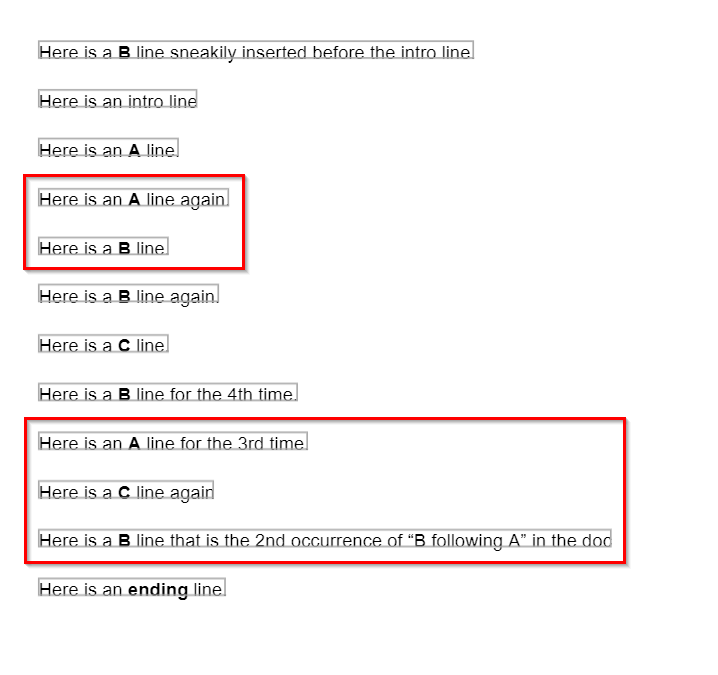 Here is a B line sneakily inserted before the intro line.
Here is an intro line
Here is an A line.
Here is an A line again.
Here is a B line.
Here is a B line again.
Here is a C line.
Here is a B line for the 4th time.
Here is an A line for the 3rd time.
Here is a C line again
Here is a B line that is the 2nd occurrence of “B following A” in the doc
Here is an ending line.